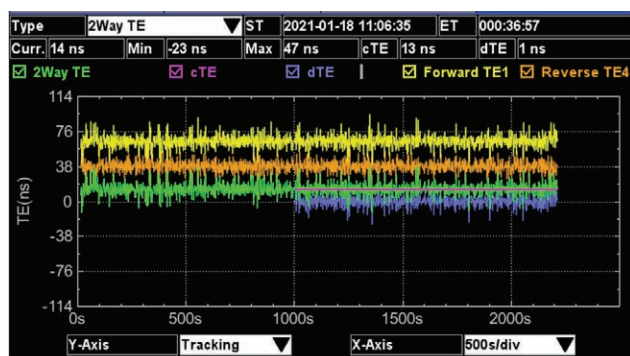 Type 2Way TE ST 2021-01-18 11:06:35 ET 000:36:57
Curr. 14 ns Min -23 ns Max 47 ns cTE 13 ns dTE 1 ns
2Way TE cTE dTE Forward TE1 Reverse TE4
114
76
38
0
-38
-76
-114
TE(ns)
0s 500s 1000s 1500s 2000s
Y-Axis Tracking X-Axis 500s/div